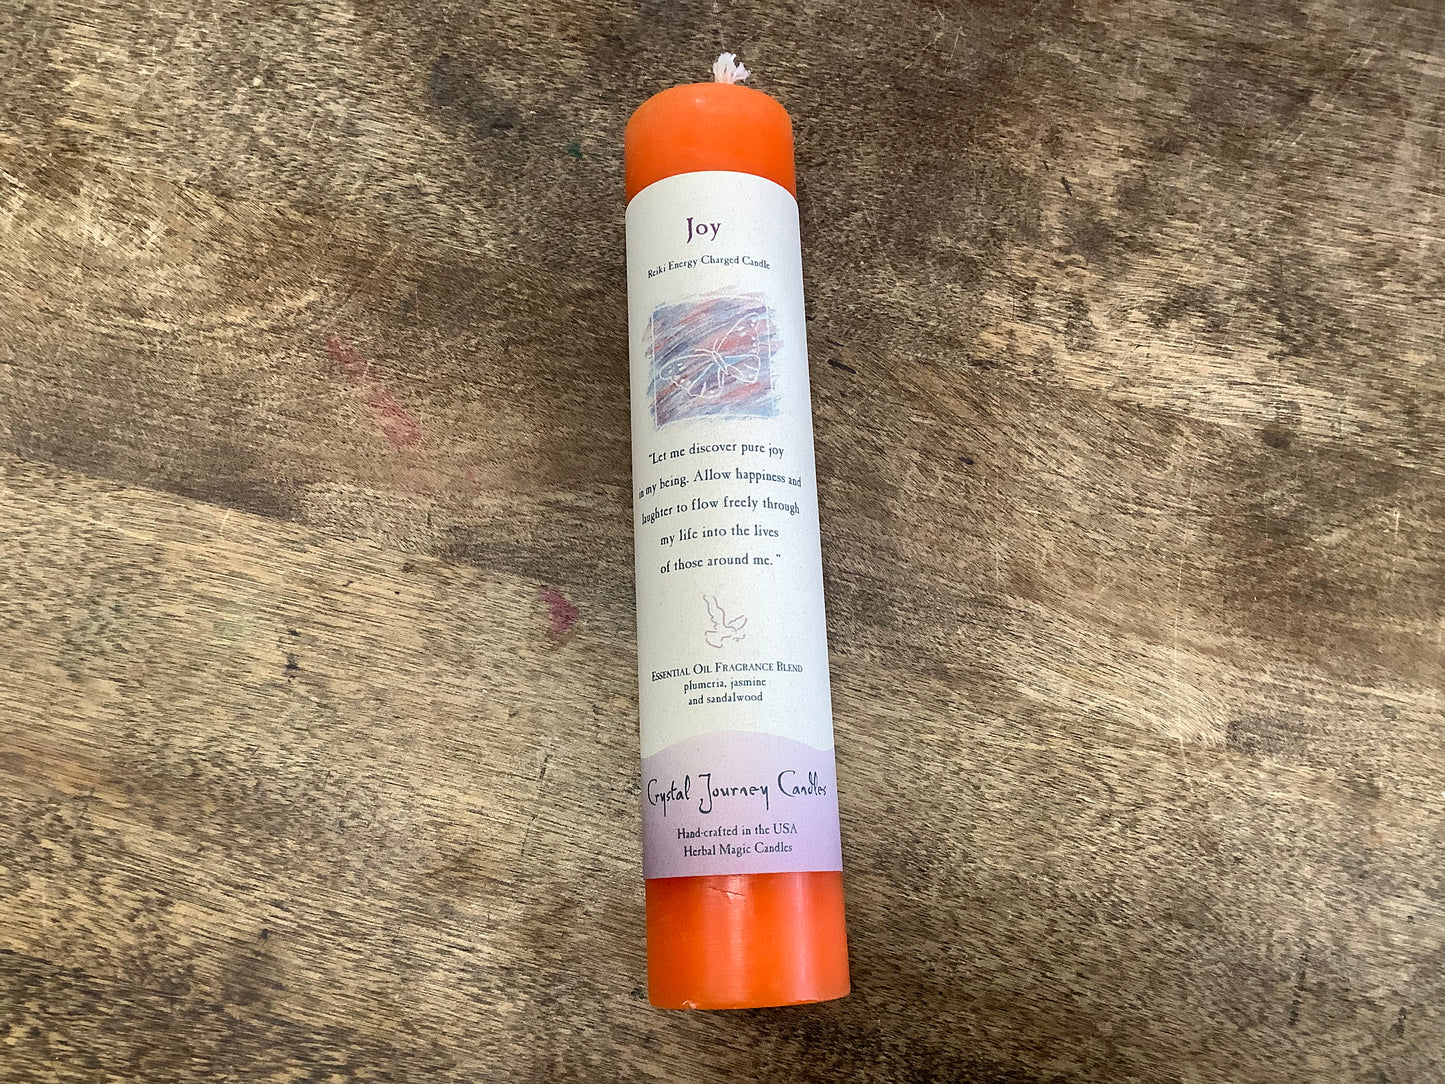 Joy
Reiki Energy Charged Candle
"Let me discover pure joy
in my being. Allow happiness and
laughter to flow freely through
my life into the lives
of those around me."
Essential Oil Fragrance Blend
plumeria, jasmine
and sandalwood
Crystal Journey Candles
Hand-crafted in the USA
Herbal Magic Candles